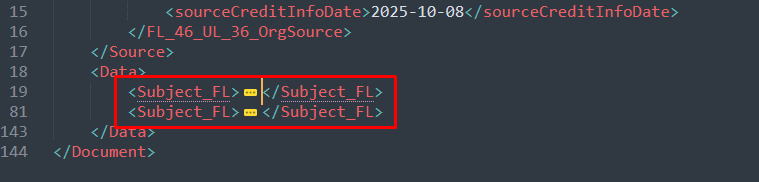 15 <sourceCreditInfoDate>2025-10-08</sourceCreditInfoDate>
16 </FL_46_UL_36_OrgSource>
17 </Source>
18 <Data>
19 <Subject_FL>…</Subject_FL>
81 <Subject_FL>…</Subject_FL>
143 </Data>
144 </Document>